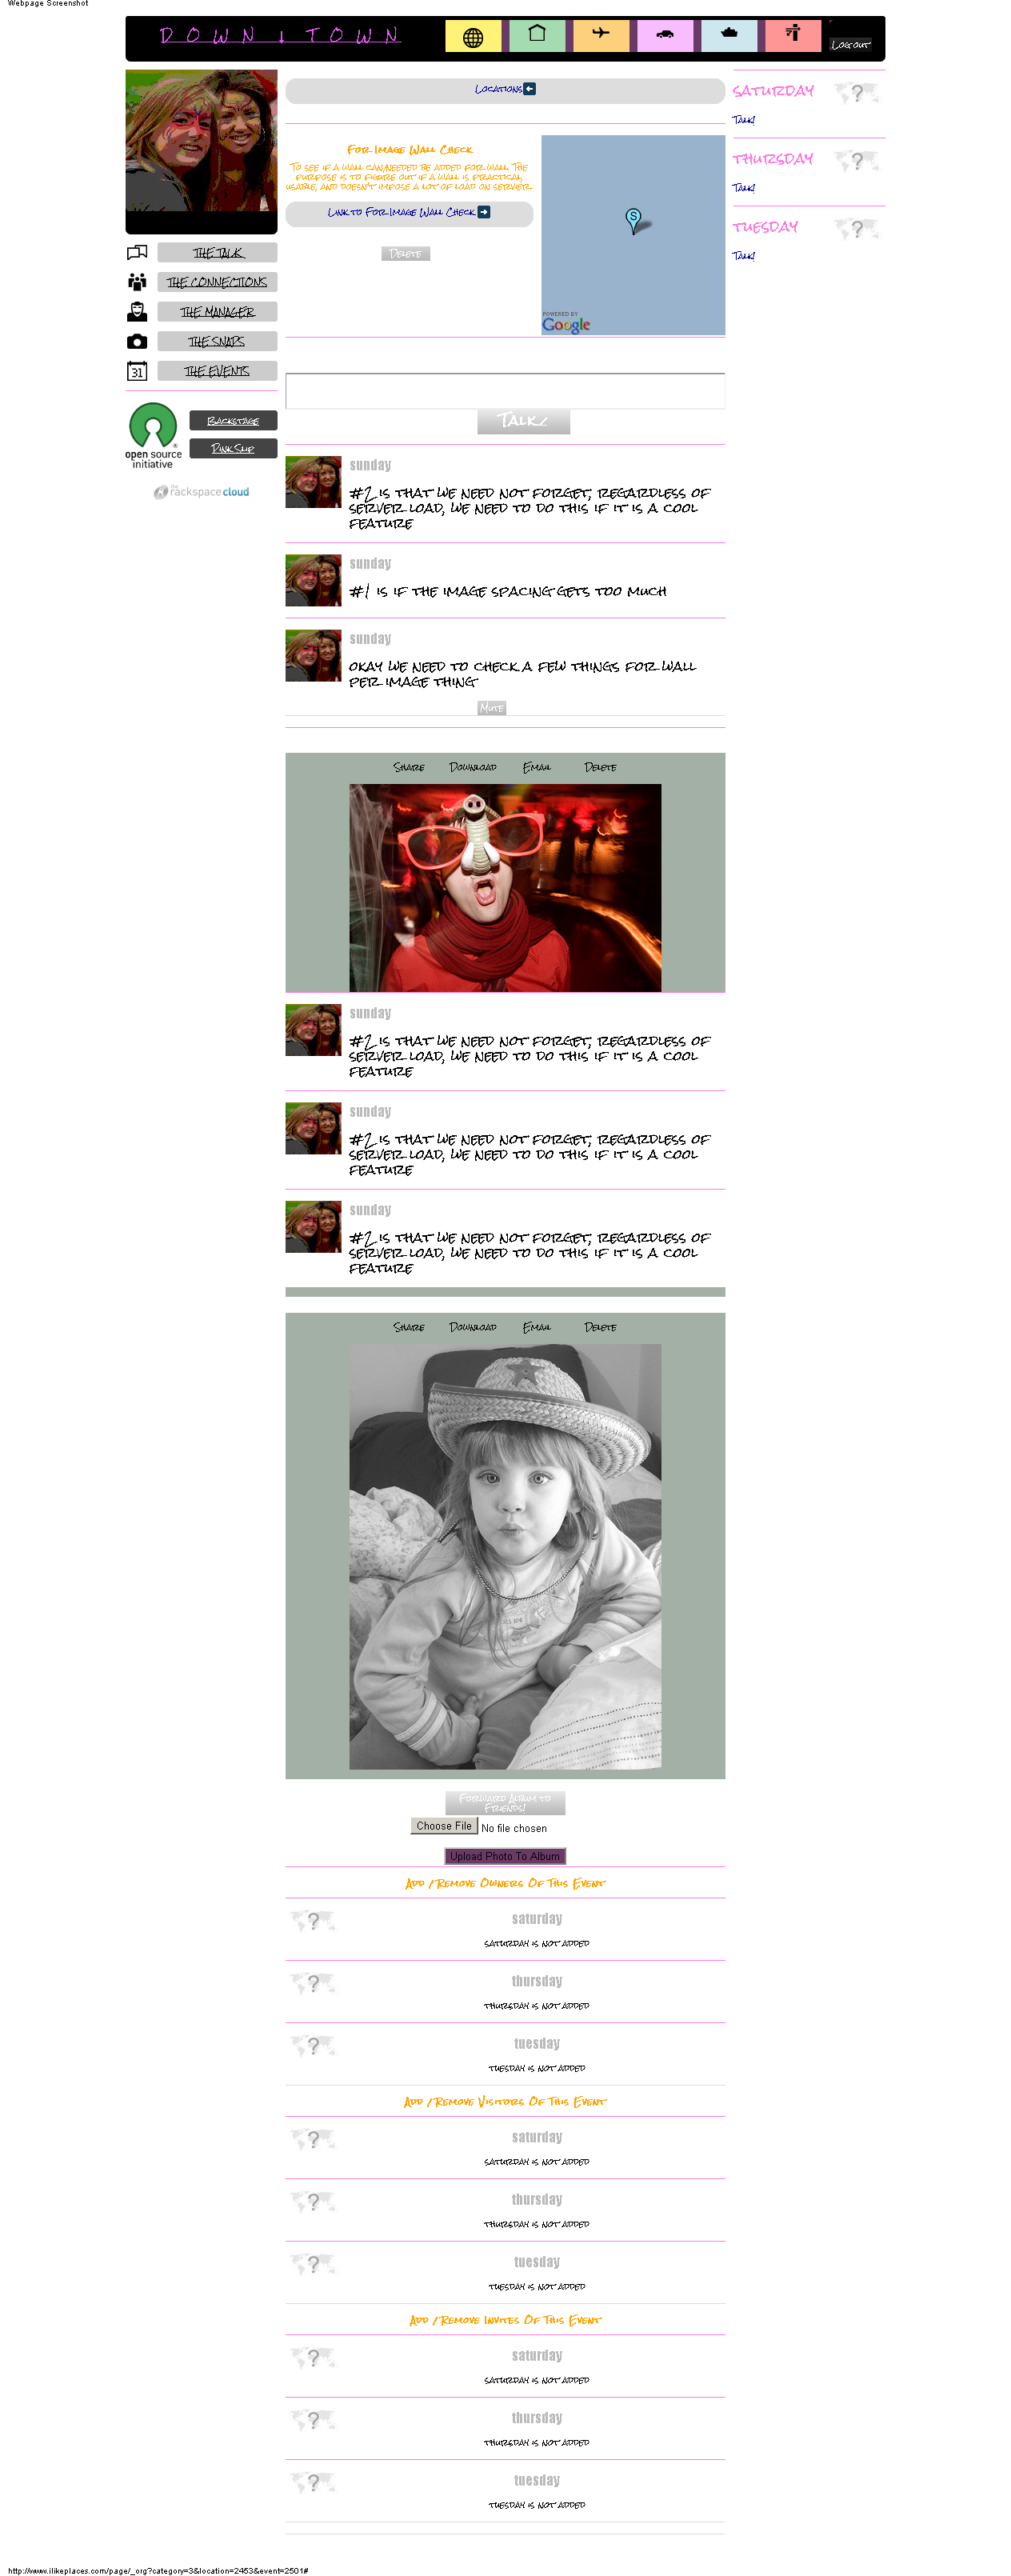 Webpage Screenshot
DOWN ↓ TOWN
Log out
Locations
For Image Wall Check
To see if a wall can/needed be added for wall. The
purpose is to figure out if a wall is practical,
usable, and doesn't impose a lot of load on server.
Link to For Image Wall Check
Delete
S
POWERED BY
Google
SATURDAY
Talk!
THURSDAY
Talk!
TUESDAY
Talk!
THE TALK
THE CONNECTIONS
THE MANAGER
THE SNAPS
31
THE EVENTS
open source
initiative
Backstage
Pink Slip
the
rackspacecloud
Talk!
sunday
#2 is that we need not forget, regardless of
server load, we need to do this if it is a cool
feature
sunday
#1 is if the image spacing gets too much
sunday
okay we need to check a few things for wall
per image thing
Mute
Share Download Email Delete
sunday
#2 is that we need not forget, regardless of
server load, we need to do this if it is a cool
feature
sunday
#2 is that we need not forget, regardless of
server load, we need to do this if it is a cool
feature
sunday
#2 is that we need not forget, regardless of
server load, we need to do this if it is a cool
feature
Share Download Email Delete
Forward Album to
Friends!
Choose File No file chosen
Upload Photo To Album
Add / Remove Owners Of This Event
saturday
saturday is not added
thursday
thursday is not added
tuesday
tuesday is not added
Add / Remove Visitors Of This Event
saturday
saturday is not added
thursday
thursday is not added
tuesday
tuesday is not added
Add / Remove Invites Of This Event
saturday
saturday is not added
thursday
thursday is not added
tuesday
tuesday is not added
http://www.ilikeplaces.com/page/_org?category=3&location=2453&event=2501#